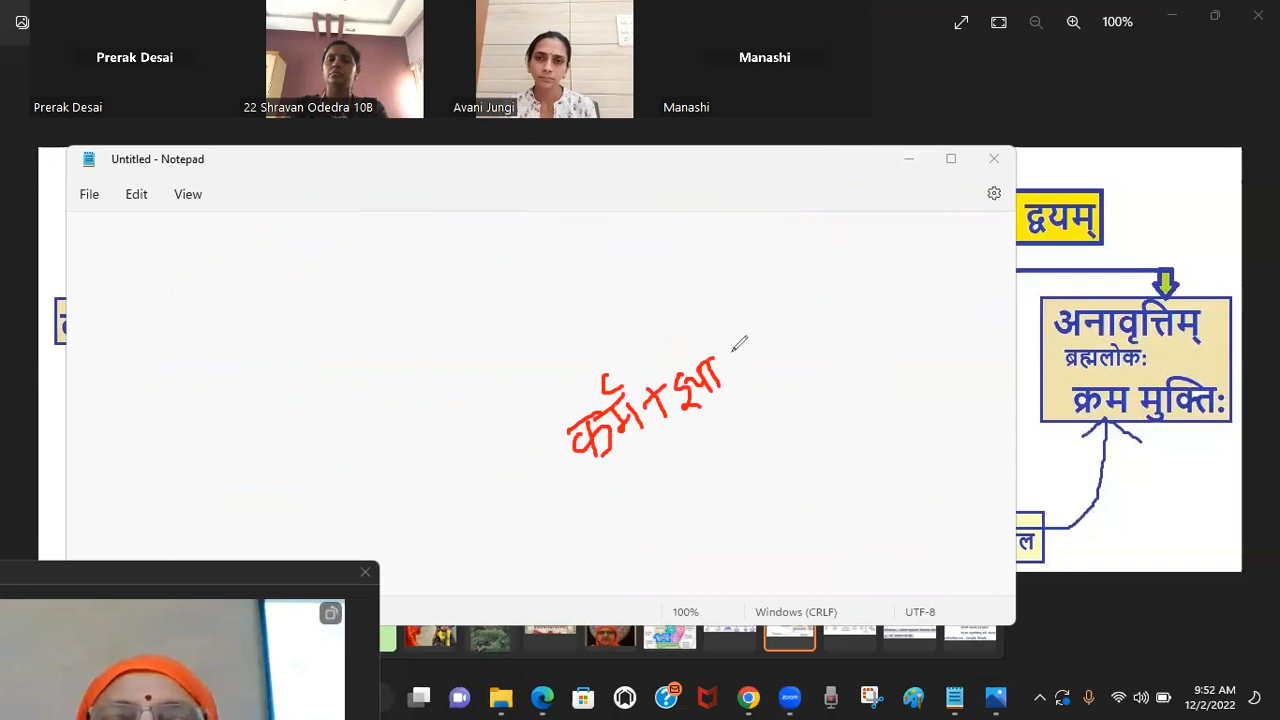 100%
Prerak Desai
Manashi
Prerak Desai
22 Shravan Odedra 10B
Avani Jungi
Manashi
Untitled - Notepad
File Edit View
द्वयम्
अनावृत्तिम्
ब्रह्मलोक:
क्रम मुक्ति:
कर्म +
ल
100% Windows (CRLF) UTF-8
3:52 AM
12/2/2022